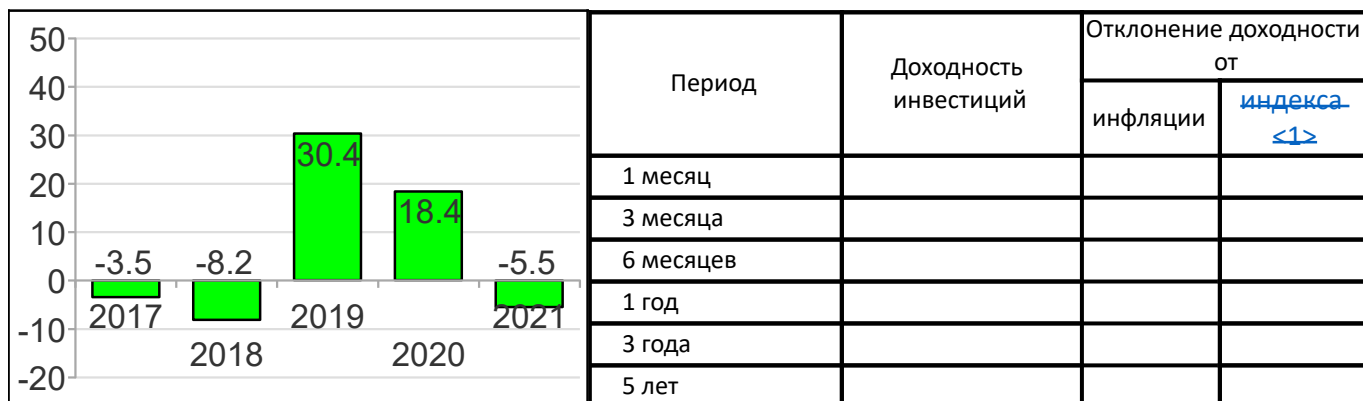 50
40
30
20
10
0
-10
-20
-3.5
-8.2
30.4
18.4
-5.5
2017
2018
2019
2020
2021
Период
Доходность
инвестиций
Отклонение доходности
от
инфляции
индекса
<1>
1 месяц
3 месяца
6 месяцев
1 год
3 года
5 лет